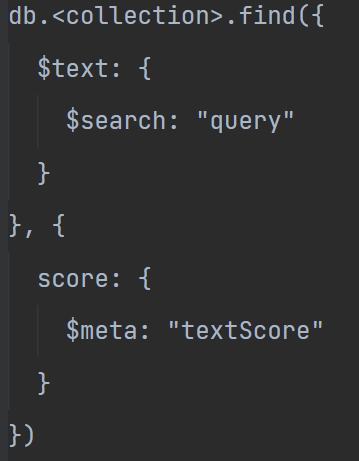 db.<collection>.find({
  $text: {
    $search: "query"
  }
}, {
  score: {
    $meta: "textScore"
  }
})